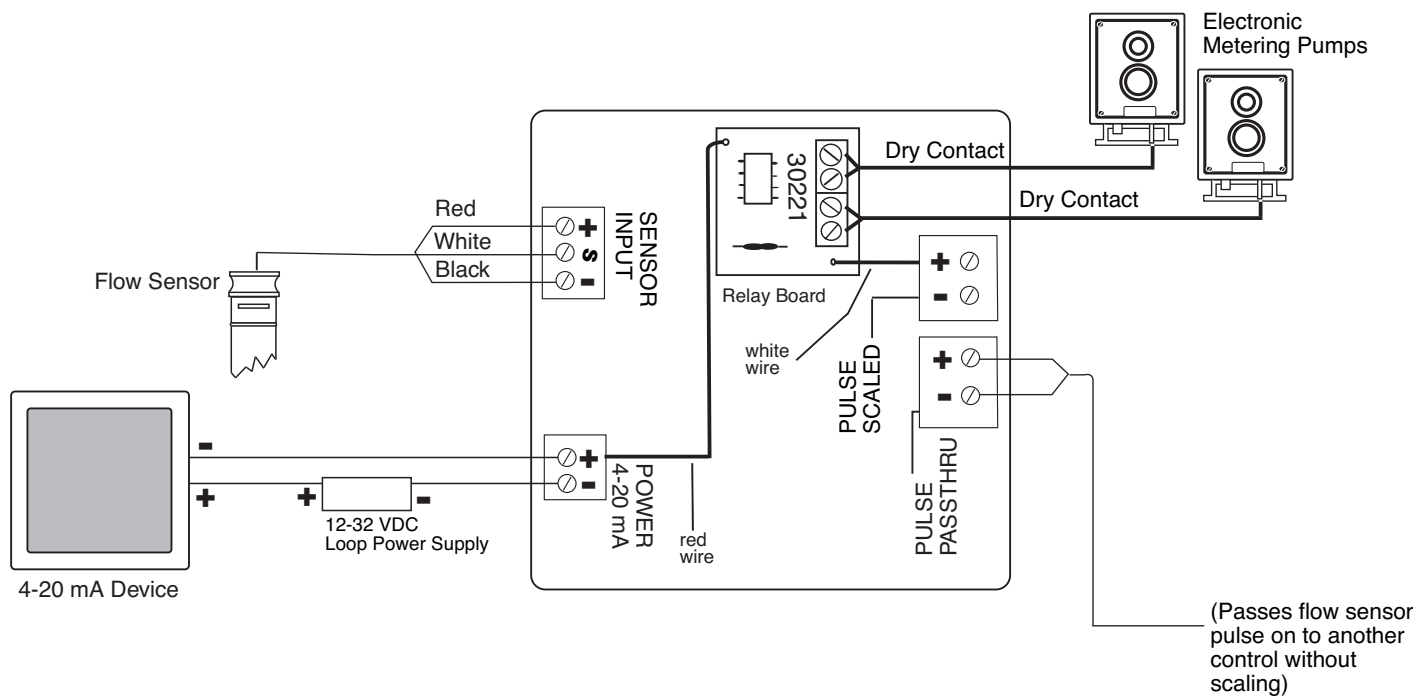 Electronic
Metering Pumps
Dry Contact
30221
Dry Contact
Red
White
Black
+
S
-
SENSOR
INPUT
Flow Sensor
Relay Board
+
-
white
wire
PULSE
SCALED
+
-
PULSE
PASSTHRU
-
+
+
-
12-32 VDC
Loop Power Supply
+
-
POWER
4-20 mA
red
wire
4-20 mA Device
(Passes flow sensor
pulse on to another
control without
scaling)